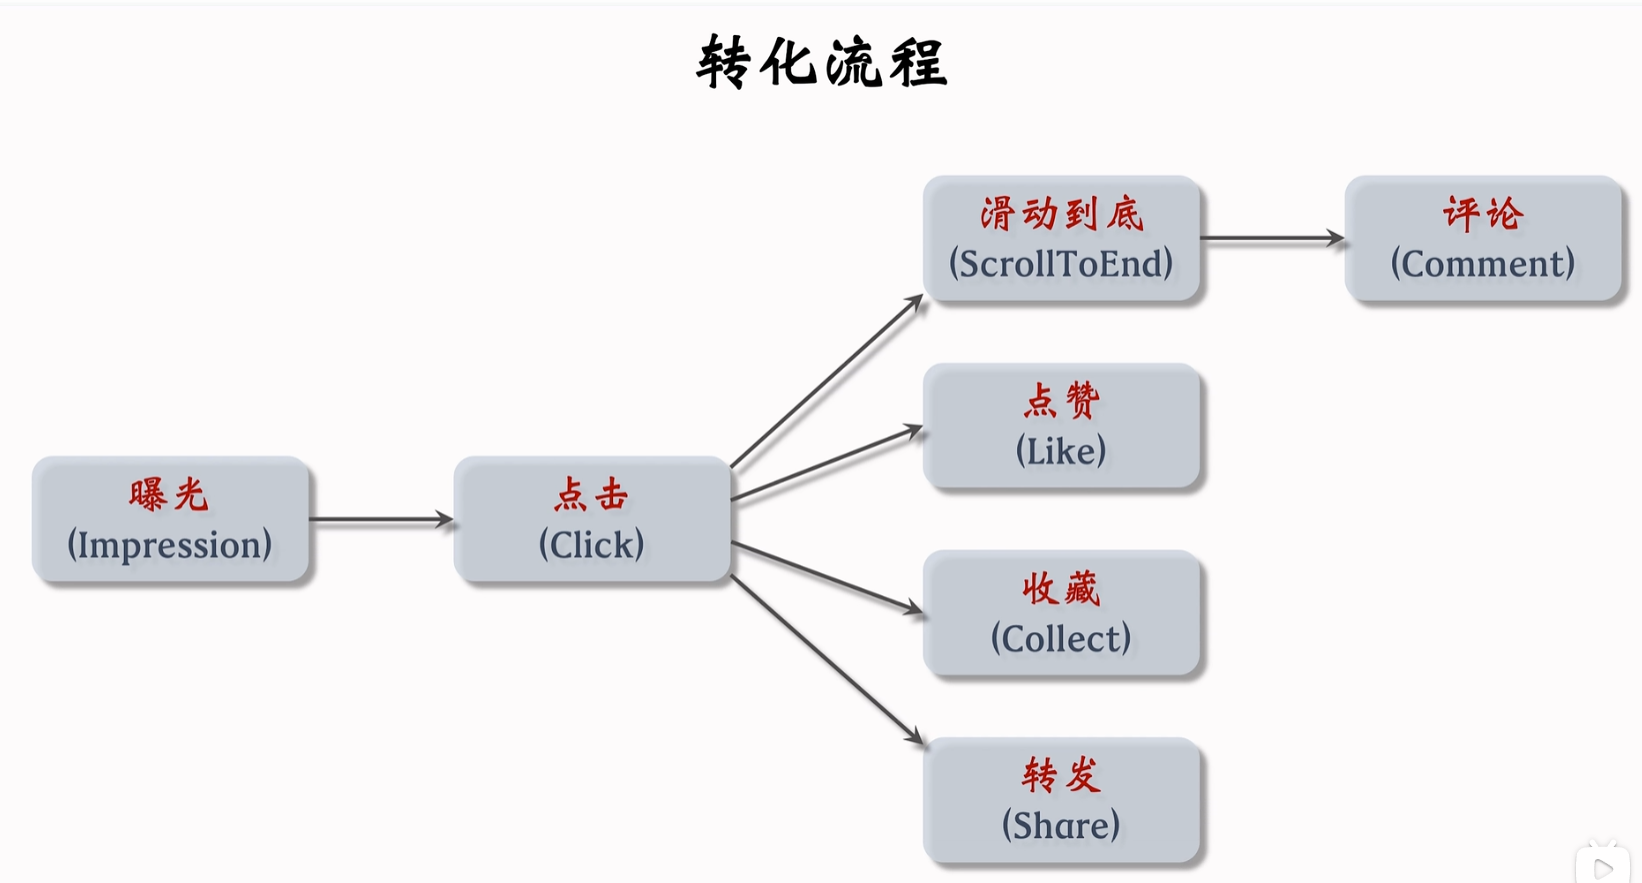 转化流程
曝光
(Impression)
点击
(Click)
滑动到底
(ScrollToEnd)
评论
(Comment)
点赞
(Like)
收藏
(Collect)
转发
(Share)